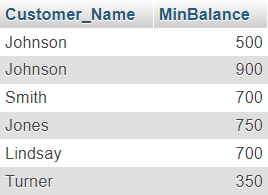 Customer_Name MinBalance
Johnson 500
Johnson 900
Smith 700
Jones 750
Lindsay 700
Turner 350